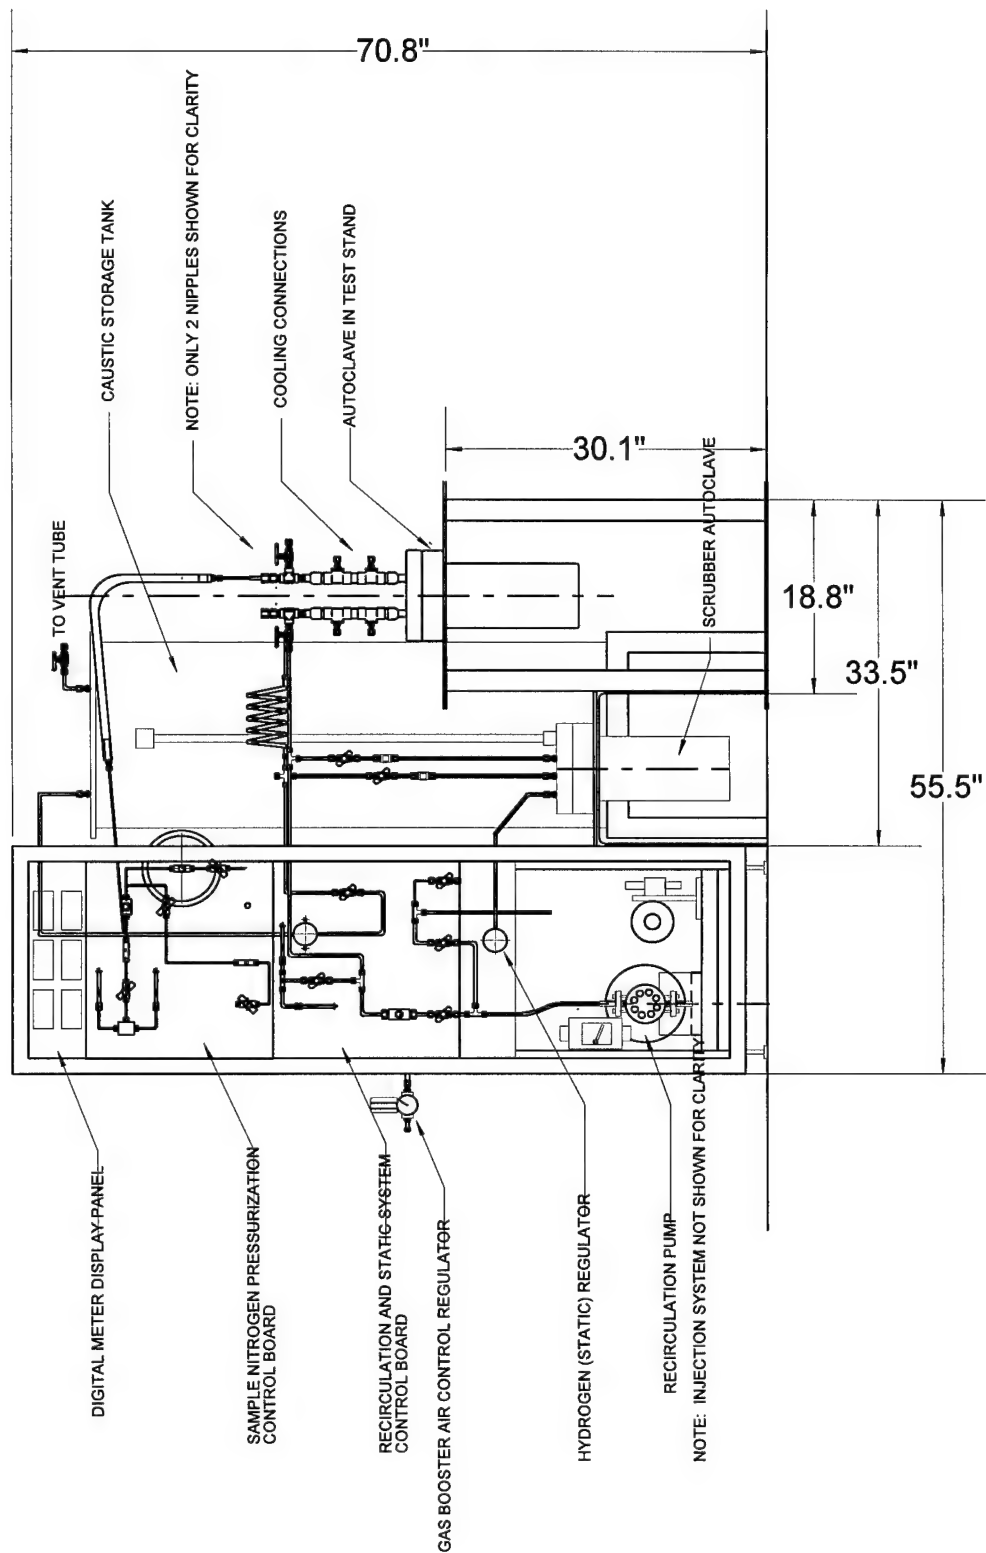 70.8"
TO VENT TUBE
CAUSTIC STORAGE TANK
NOTE: ONLY 2 NIPPLES SHOWN FOR CLARITY
COOLING CONNECTIONS
AUTOCLAVE IN TEST STAND
30.1"
SCRUBBER AUTOCLAVE
18.8"
33.5"
55.5"
DIGITAL METER DISPLAY PANEL
SAMPLE NITROGEN PRESSURIZATION
CONTROL BOARD
RECIRCULATION AND STATIC SYSTEM
CONTROL BOARD
GAS BOOSTER AIR CONTROL REGULATOR
HYDROGEN (STATIC) REGULATOR
RECIRCULATION PUMP
NOTE: INJECTION SYSTEM NOT SHOWN FOR CLARITY